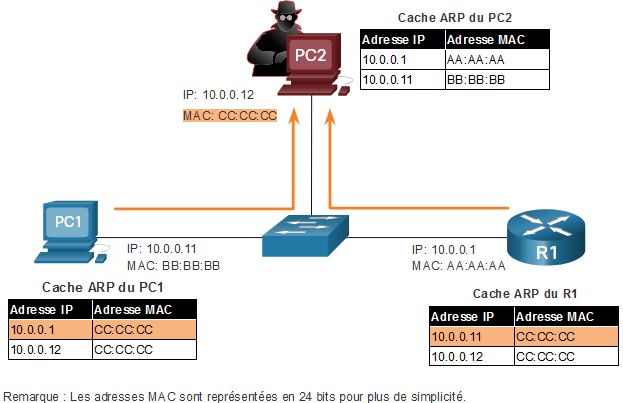 Cache ARP du PC2
Adresse IP Adresse MAC
10.0.0.1 AA:AA:AA
10.0.0.11 BB:BB:BB
PC2
IP: 10.0.0.12
MAC: CC:CC:CC
PC1
IP: 10.0.0.11
MAC: BB:BB:BB
IP: 10.0.0.1
MAC: AA:AA:AA
R1
Cache ARP du PC1
Adresse IP Adresse MAC
10.0.0.1 CC:CC:CC
10.0.0.12 CC:CC:CC
Cache ARP du R1
Adresse IP Adresse MAC
10.0.0.11 CC:CC:CC
10.0.0.12 CC:CC:CC
Remarque : Les adresses MAC sont représentées en 24 bits pour plus de simplicité.